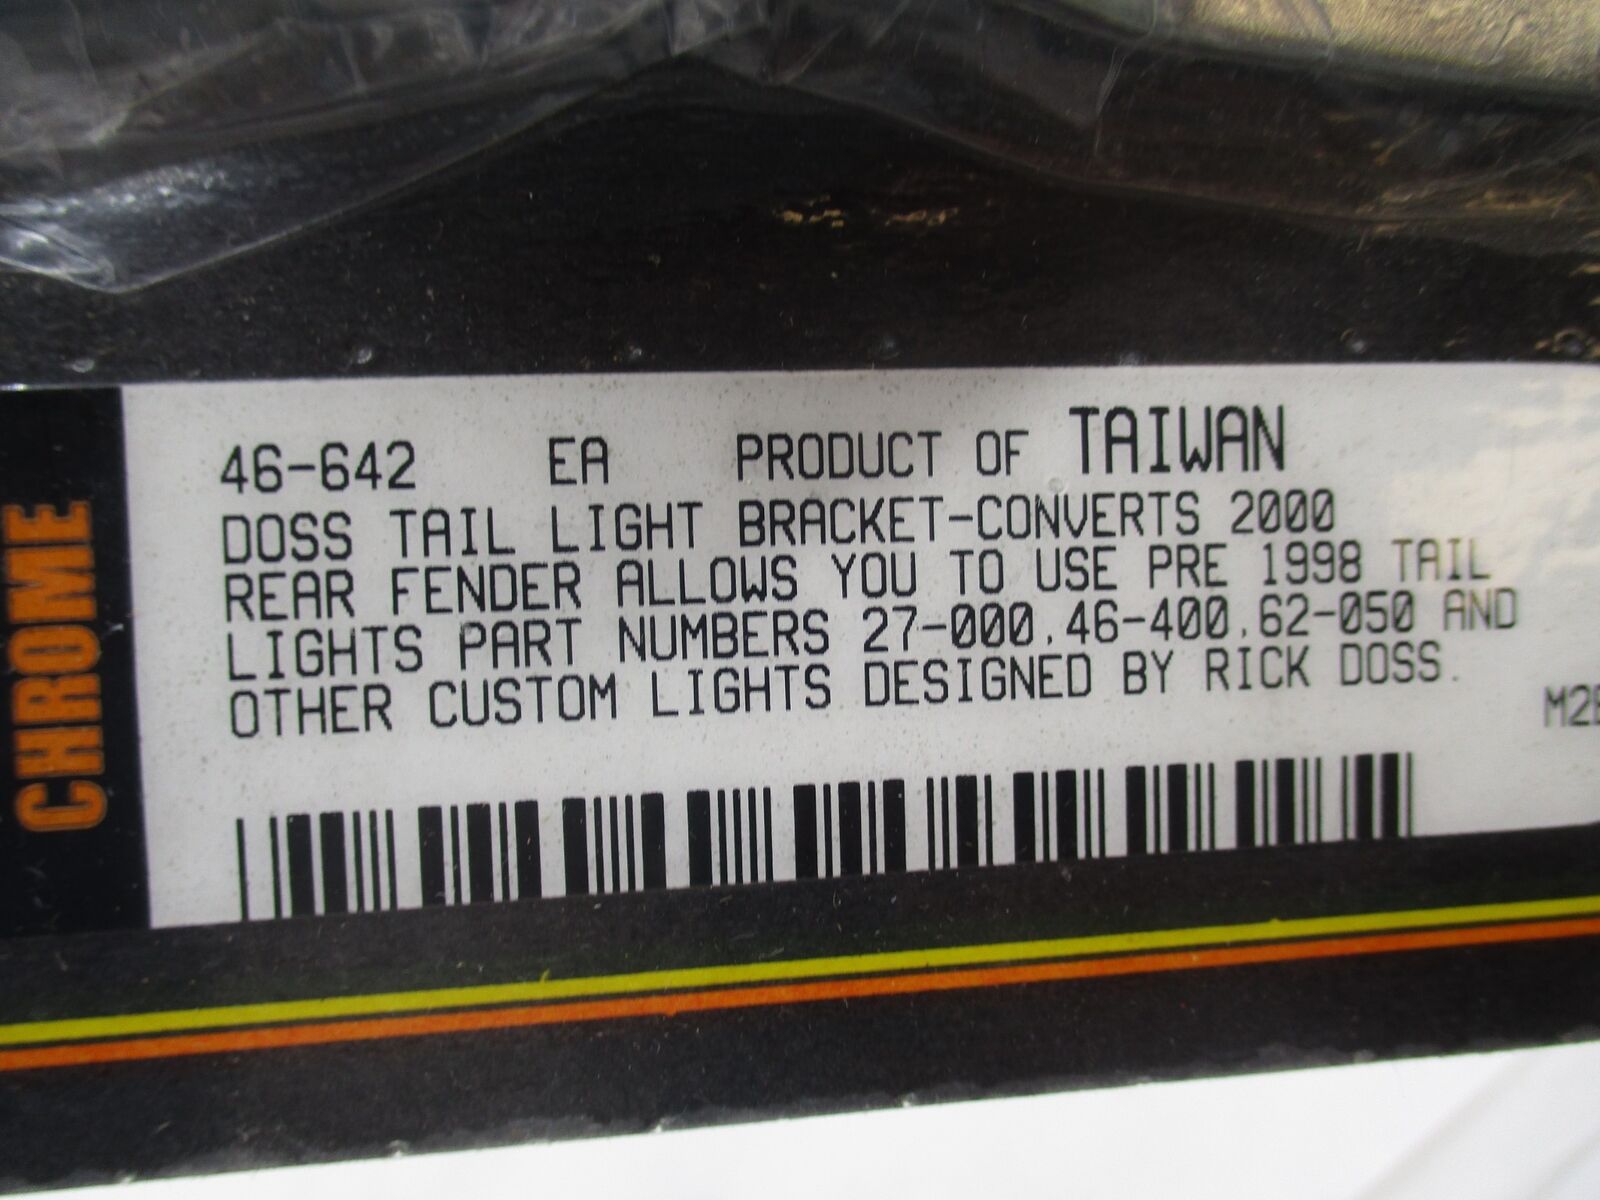 CHROME
46-642 EA PRODUCT OF TAIWAN
DOSS TAIL LIGHT BRACKET-CONVERTS 2000
REAR FENDER ALLOWS YOU TO USE PRE 1998 TAIL
LIGHTS PART NUMBERS 27-000,46-400,62-050 AND
OTHER CUSTOM LIGHTS DESIGNED BY RICK DOSS.